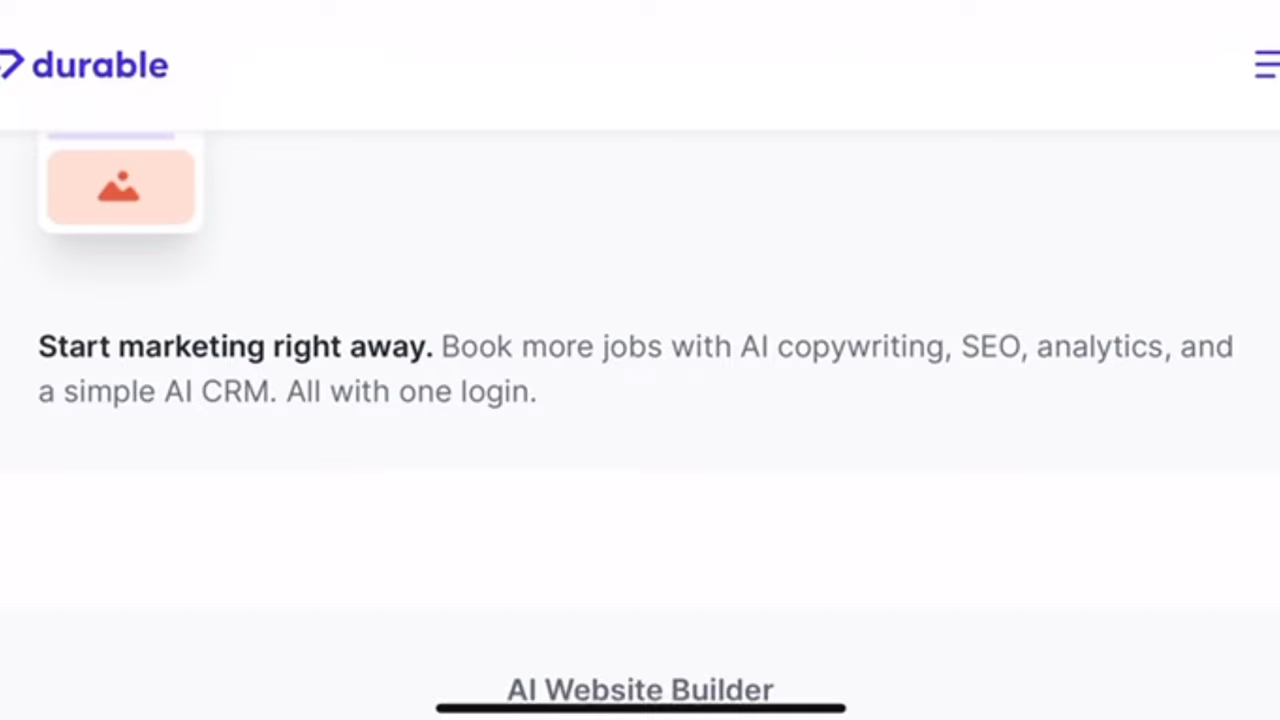 durable
Start marketing right away. Book more jobs with AI copywriting, SEO, analytics, and
a simple AI CRM. All with one login.
AI Website Builder